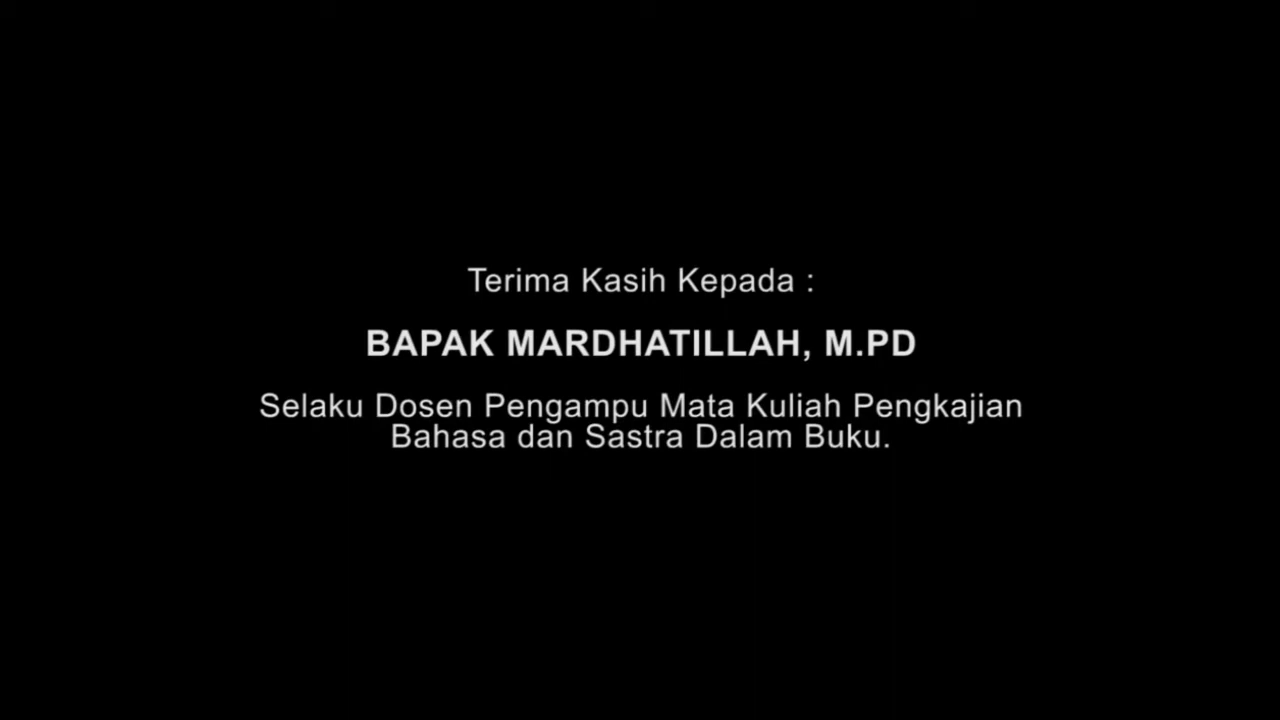 Terima Kasih Kepada :
BAPAK MARDHATILLAH, M.PD
Selaku Dosen Pengampu Mata Kuliah Pengkajian
Bahasa dan Sastra Dalam Buku.